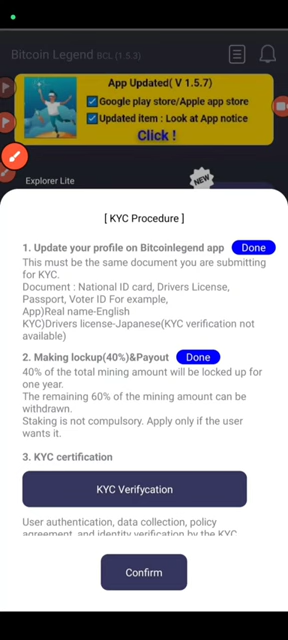 Bitcoin Legend BCL (1:5.3)
App Updated( V 1.5.7)
Google play store/Apple app store
Updated item : Look at App notice
Click !
Explorer Lite
NEW
[ KYC Procedure ]
1. Update your profile on Bitcoinlegend app Done
This must be the same document you are submitting
for KYC.
Document : National ID card, Drivers License,
Passport, Voter ID For example,
App)Real name-English
KYC)Drivers license-Japanese(KYC verification not
available)
2. Making lockup(40%)&Payout Done
40% of the total mining amount will be locked up for
one year.
The remaining 60% of the mining amount can be
withdrawn.
Staking is not compulsory. Apply only if the user
wants it.
3. KYC certification
KYC Verifycation
User authentication, data collection, policy
agreement, and identity verification by the KYC
Confirm